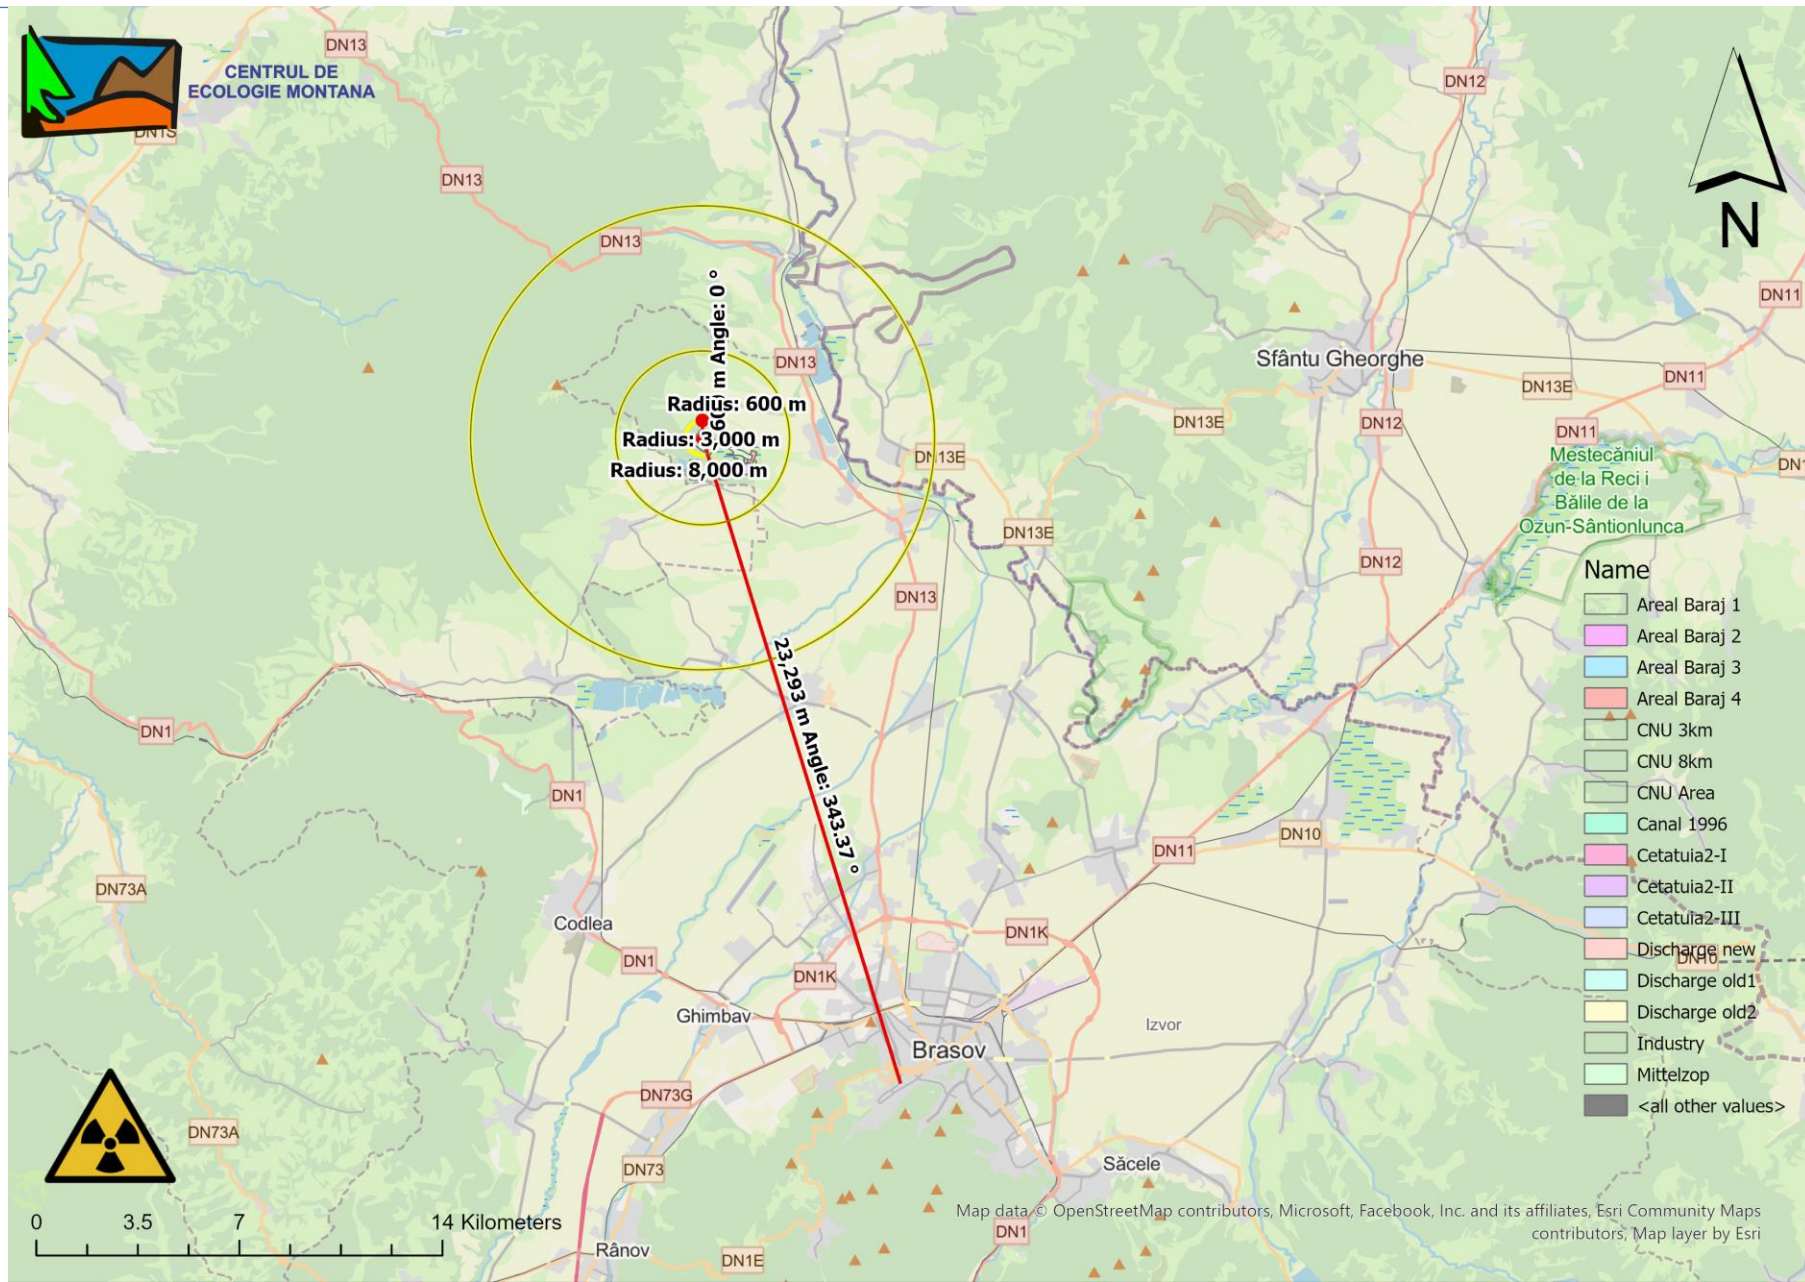 CENTRUL DE
ECOLOGIE MONTANA
DN13
DN1S
DN13
DN12
N
DN13
DN11
600 m Angle: 0 °
DN13
Sfântu Gheorghe
DN13E
DN11
Radius: 600 m
Radius: 3,000 m
Radius: 8,000 m
DN13E
DN12
DN11
DN13E
DN1
Mestecăniul
de la Reci i
Bălile de la
Ozun-Sântionlunca
DN13E
DN12
DN13
Name
Areal Baraj 1
Areal Baraj 2
Areal Baraj 3
Areal Baraj 4
CNU 3km
CNU 8km
CNU Area
Canal 1996
Cetatuia2-I
Cetatuia2-II
Cetatuia2-III
Discharge new
Discharge old1
Discharge old2
Industry
Mittelzop
<all other values>
23,293 m Angle: 343.37 °
DN1
DN1
DN10
DN11
DN73A
Codlea
DN1K
DN10
DN1
DN1K
Ghimbav
Izvor
Brasov
DN73G
DN73A
DN73
Săcele
0 3.5 7 14 Kilometers
DN1
Rânov
DN1E
Map data © OpenStreetMap contributors, Microsoft, Facebook, Inc. and its affiliates, Esri Community Maps
contributors, Map layer by Esri